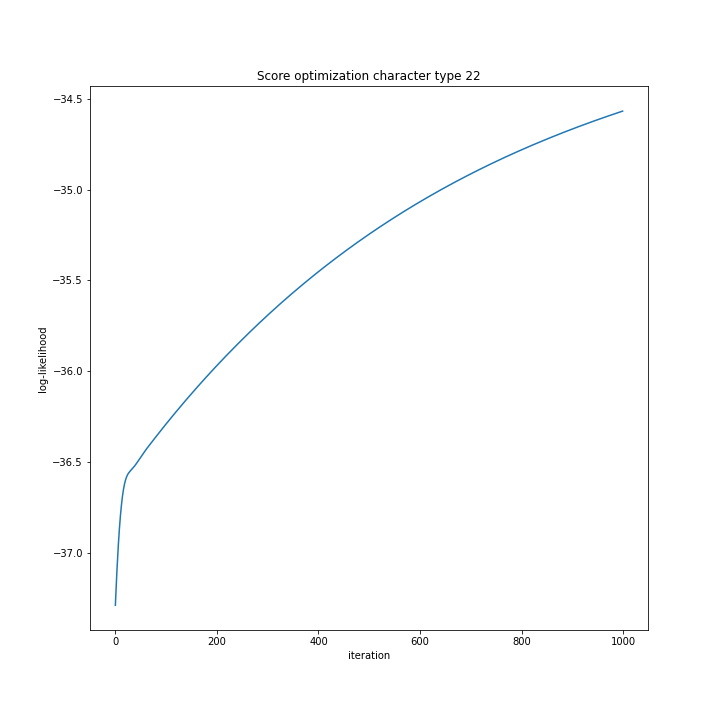 Score optimization character type 22
−34.5
−35.0
−35.5
−36.0
−36.5
−37.0
log-likelihood
0 200 400 600 800 1000
iteration